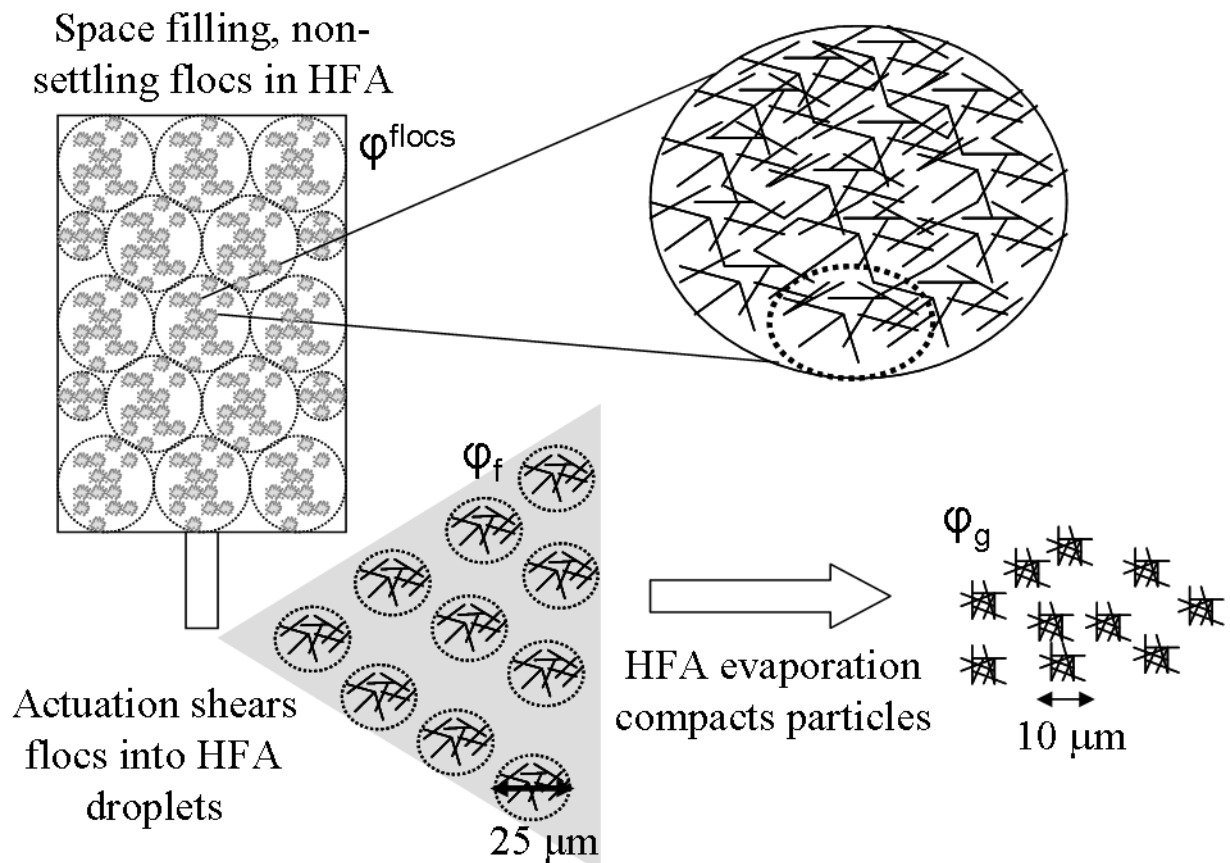 Space filling, non-
settling flocs in HFA
φflocs
φf
φg
Actuation shears
flocs into HFA
droplets
25 μm
HFA evaporation
compacts particles
10 μm